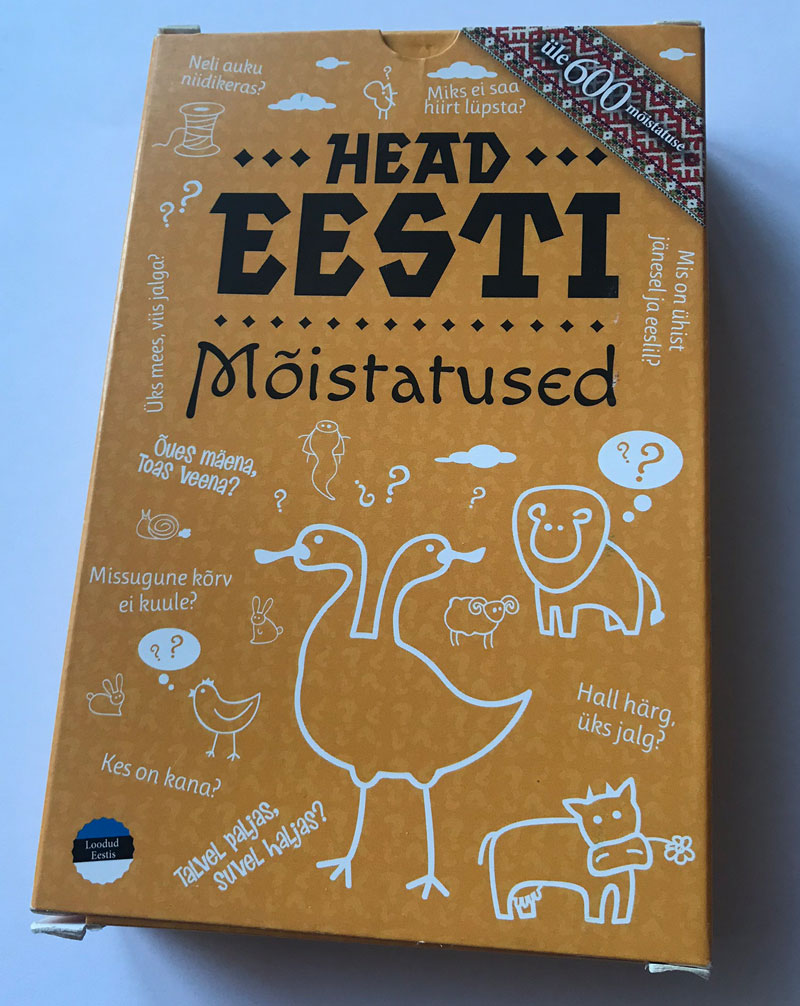 Neli auku
niidikeras?
Miks ei saa
hiirt lüpsta?
üle 600 mõistatuse
HEAD
EESTI
Mõistatused
Üks mees, viis jalga?
Mis on ühist
jänesel ja eeslil?
Õues mäena,
Toas veena?
Missugune kõrv
ei kuule?
Kes on kana?
Hall härg,
üks jalg?
Talvel paljas,
suvel haljas?
Loodud
Eestis